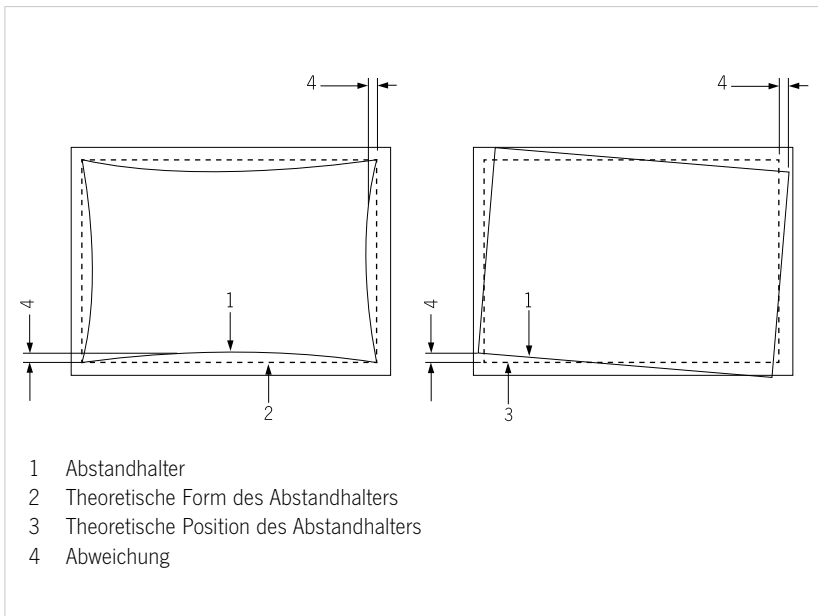 4
4
4
1
4
1
2
3
1 Abstandhalter
2 Theoretische Form des Abstandhalters
3 Theoretische Position des Abstandhalters
4 Abweichung